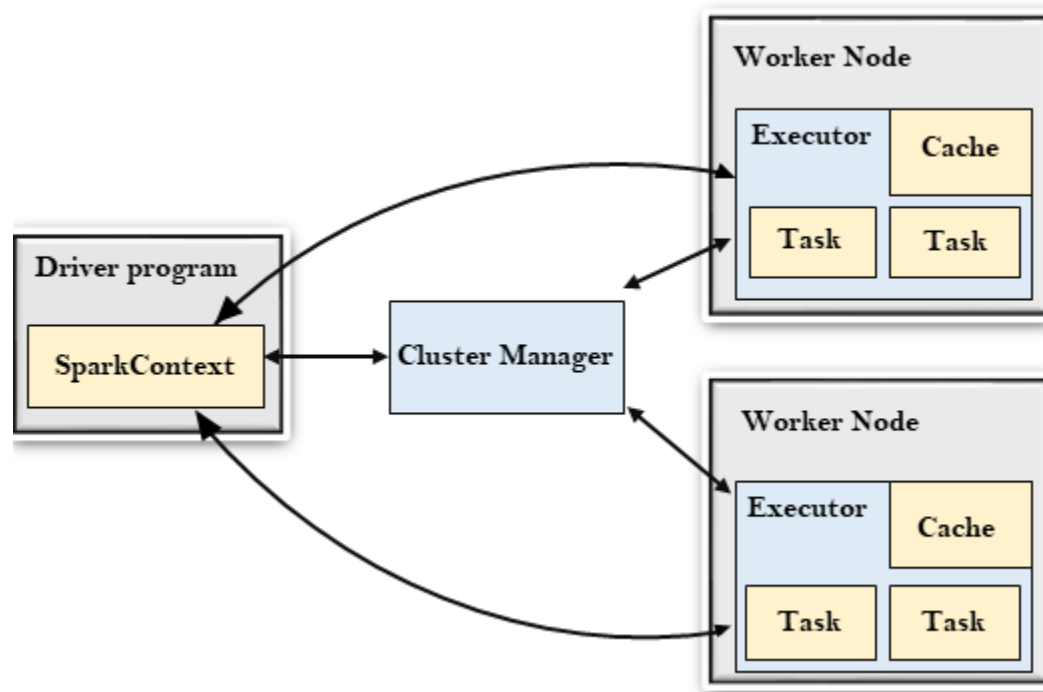 Driver program
SparkContext
Cluster Manager
Worker Node
Executor
Cache
Task
Task
Worker Node
Executor
Cache
Task
Task